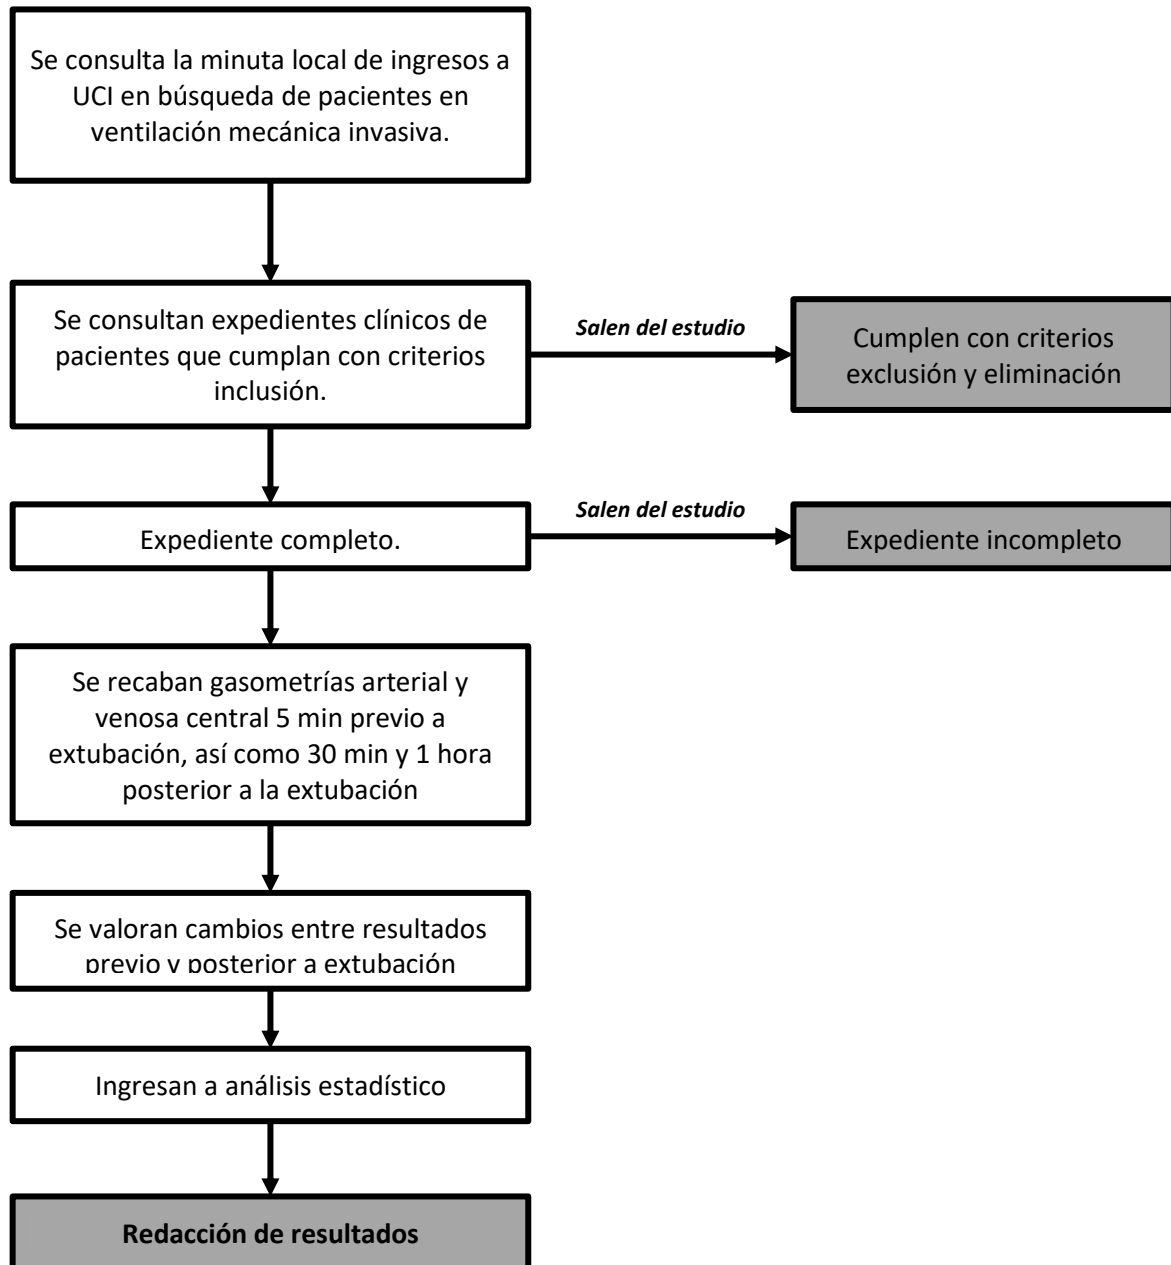 Se consulta la minuta local de ingresos a
UCI en búsqueda de pacientes en
ventilación mecánica invasiva.
Se consultan expedientes clínicos de
pacientes que cumplan con criterios
inclusión.
Salen del estudio
Cumplen con criterios
exclusión y eliminación
Expediente completo.
Salen del estudio
Expediente incompleto
Se recaban gasometrías arterial y
venosa central 5 min previo a
extubación, así como 30 min y 1 hora
posterior a la extubación
Se valoran cambios entre resultados
previo y posterior a extubación
Ingresan a análisis estadístico
Redacción de resultados